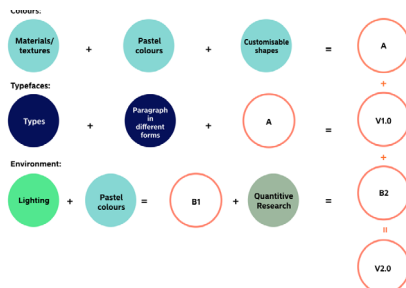 Colours:
Materials/
textures
+
Pastel
colours
+
Customisable
shapes
=
A
+
Typefaces:
Types
+
Paragraph
in
different
forms
+
A
=
V1.0
+
Environment:
Lighting
+
Pastel
colours
=
B1
+
Quantitive
Research
=
B2
=
V2.0